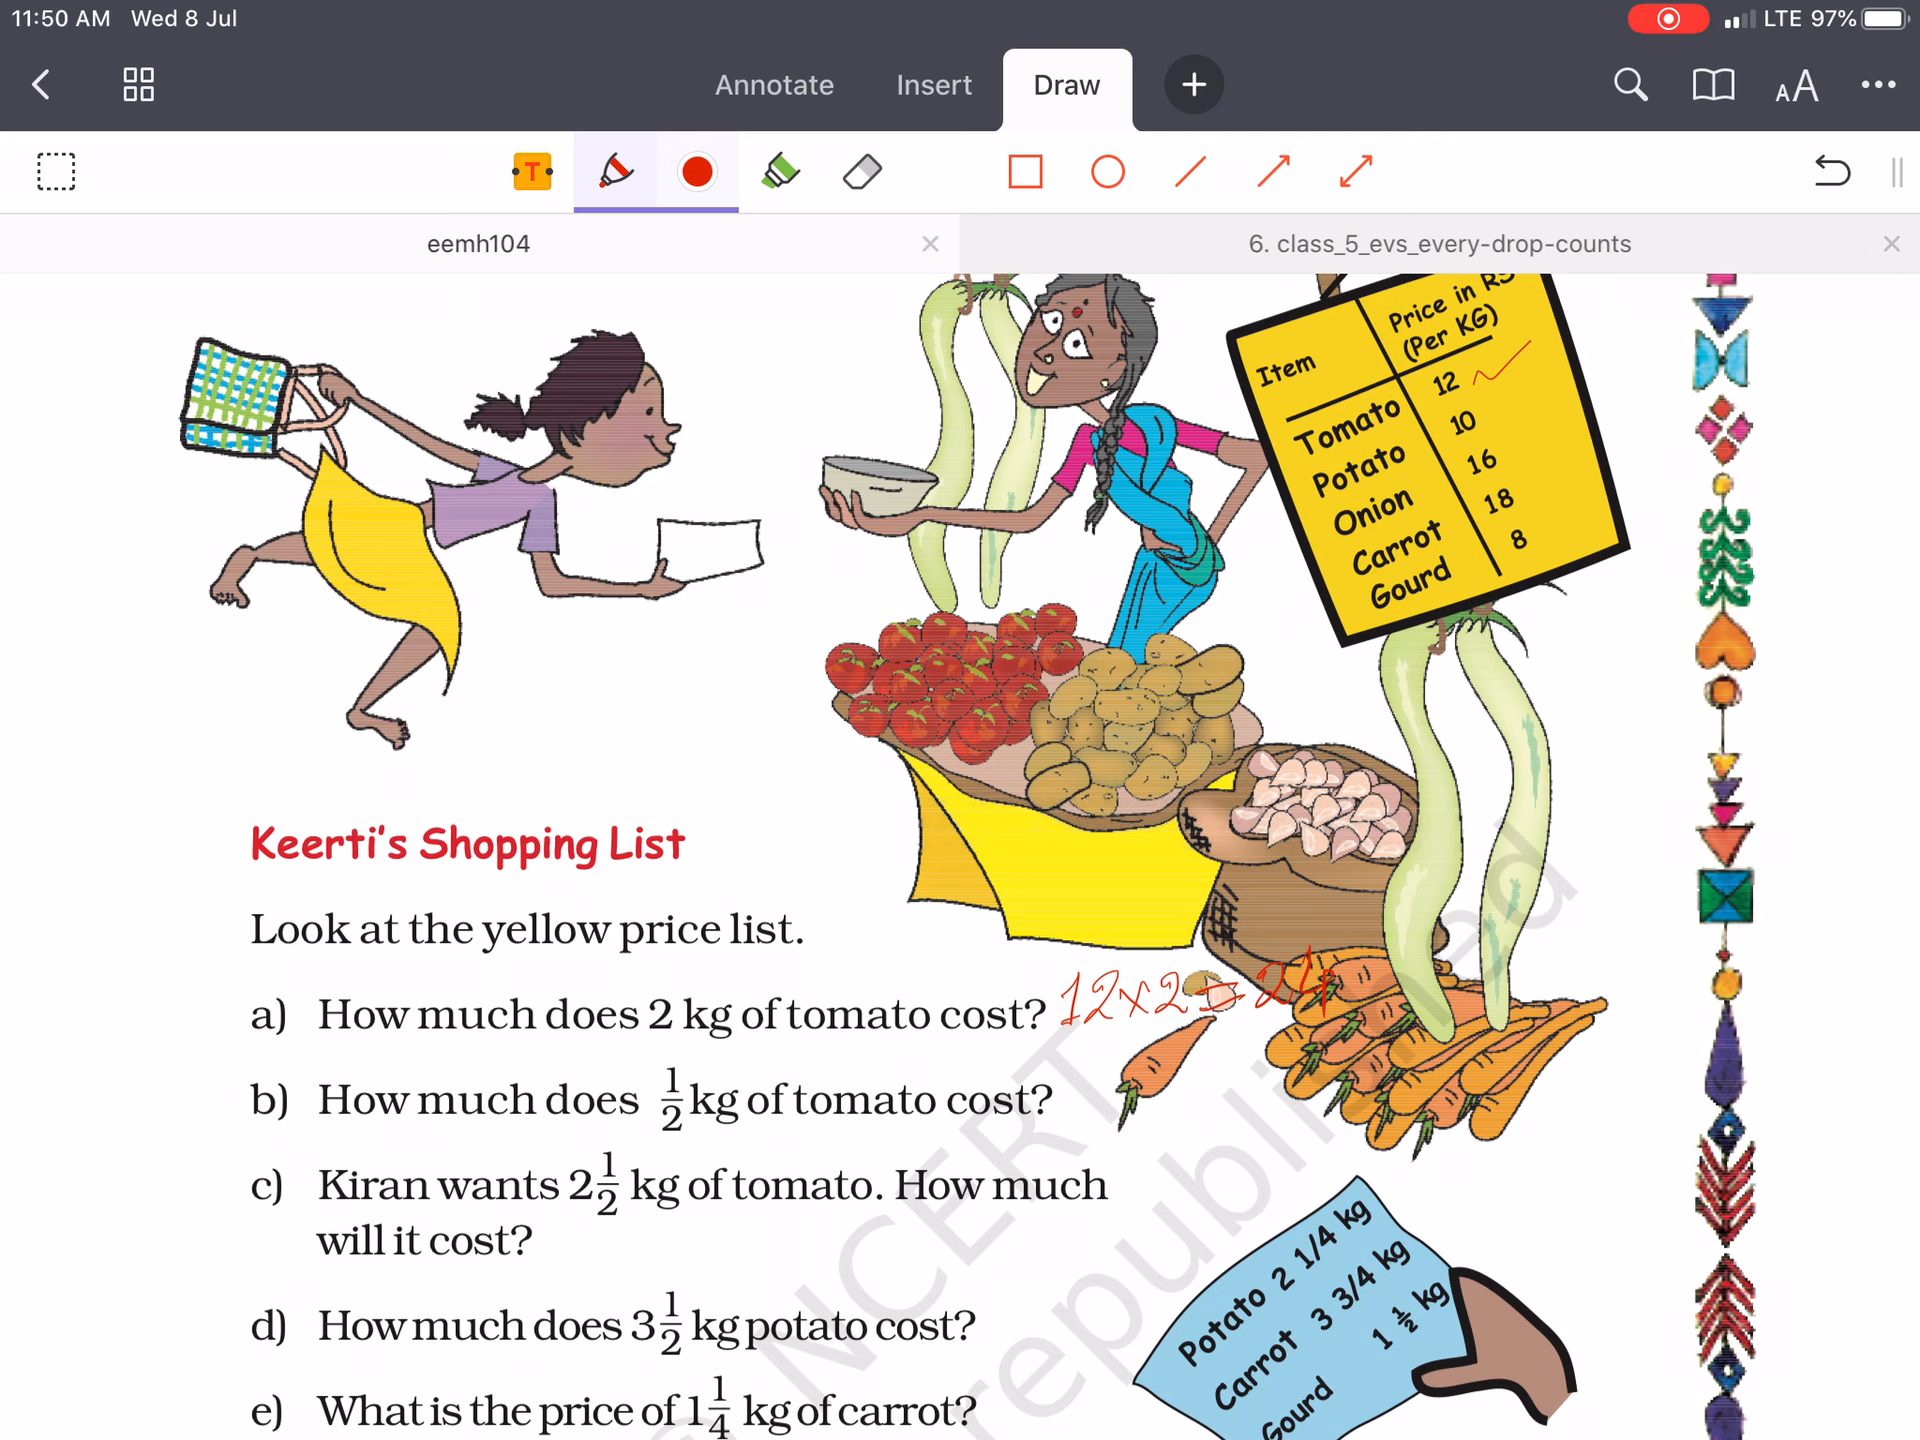 11:50 AM Wed 8 Jul
LTE 97%
Annotate Insert Draw
AA
T
eemh104
6. class_5_evs_every-drop-counts
Item Price in RS
(Per KG)
Tomato 12
Potato 10
Onion 16
Carrot 18
Gourd 8
Keerti's Shopping List
Look at the yellow price list.
a) How much does 2 kg of tomato cost? 12×2=24
b) How much does 1/2 kg of tomato cost?
c) Kiran wants 2 1/2 kg of tomato. How much
will it cost?
d) How much does 3 1/2 kg potato cost?
e) What is the price of 1 1/4 kg of carrot?
Potato 2 1/4 kg
Carrot 3 3/4 kg
Gourd 1 ½ kg
NCERT
republished